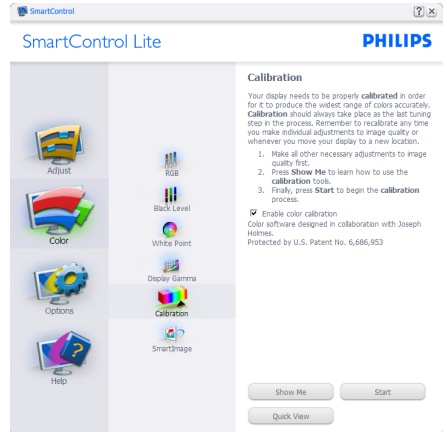 SmartControl
SmartControl Lite
PHILIPS
Adjust
Color
Options
Help
RGB
Black Level
White Point
Display Gamma
Calibration
SmartImage
Calibration
Your display needs to be properly calibrated in order
for it to produce the widest range of colors accurately.
Calibration should always take place as the last tuning
step in the process. Remember to recalibrate any time
you make individual adjustments to image quality or
whenever you move your display to a new location.
1. Make all other necessary adjustments to image
quality first.
2. Press Show Me to learn how to use the
calibration tools.
3. Finally, press Start to begin the calibration
process.
Enable color calibration
Color software designed in collaboration with Joseph
Holmes.
Protected by U.S. Patent No. 6,686,953
Show Me
Start
Quick View